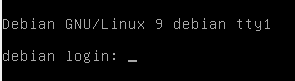 Debian GNU/Linux 9 debian tty1
debian login: _